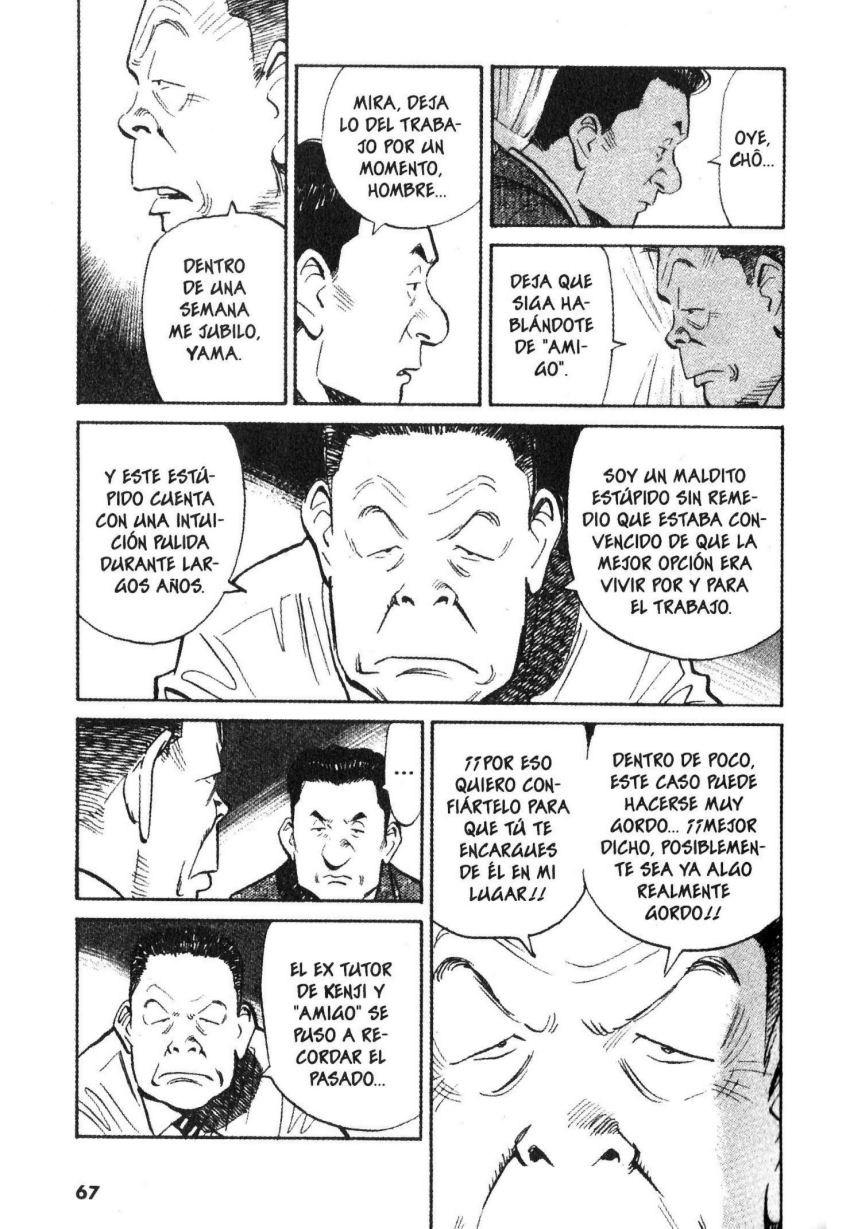 OYE,
CHÔ...
DEJA QUE
SIGA HA-
BLÁNDOTE
DE "AMI-
GO".
MIRA, DEJA
LO DEL TRABA-
JO POR UN
MOMENTO,
HOMBRE...
DENTRO
DE UNA
SEMANA
ME JUBILO,
YAMA.
SOY UN MALDITO
ESTÚPIDO SIN REME-
DIO QUE ESTABA CON-
VENCIDO DE QUE LA
MEJOR OPCIÓN ERA
VIVIR POR Y PARA
EL TRABAJO.
Y ESTE ESTÚ-
PIDO CUENTA
CON UNA INTUI-
CIÓN PULIDA
DURANTE LAR-
GOS AÑOS.
DENTRO DE POCO,
ESTE CASO PUEDE
HACERSE MUY
GORDO... ¡¡MEJOR
DICHO, POSIBLEMEN-
TE SEA YA ALGO
REALMENTE
GORDO!!
¡¡POR ESO
QUIERO CON-
FIÁRTELO PARA
QUE TÚ TE
ENCARGUES
DE ÉL EN MI
LUGAR!!
...
EL EX TUTOR
DE KENJI Y
"AMIGO" SE
PUSO A RE-
CORDAR EL
PASADO...
67